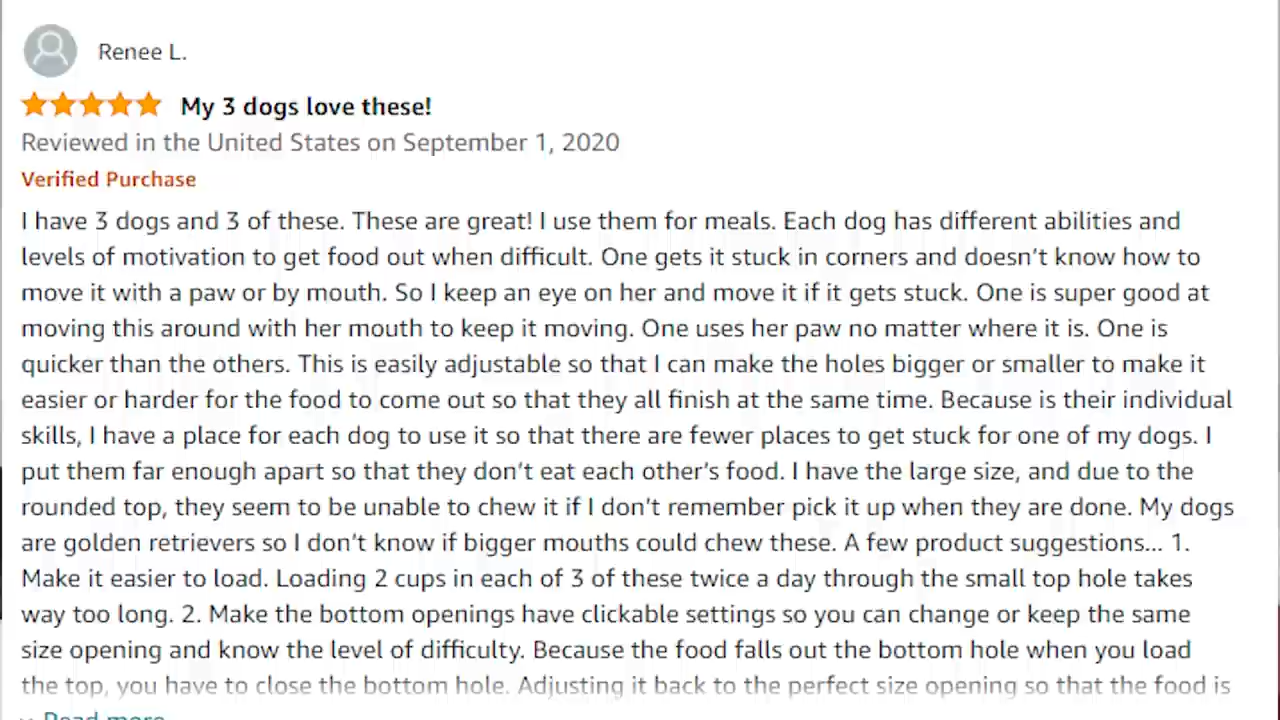 Renee L.
My 3 dogs love these!
Reviewed in the United States on September 1, 2020
Verified Purchase
I have 3 dogs and 3 of these. These are great! I use them for meals. Each dog has different abilities and
levels of motivation to get food out when difficult. One gets it stuck in corners and doesn't know how to
move it with a paw or by mouth. So I keep an eye on her and move it if it gets stuck. One is super good at
moving this around with her mouth to keep it moving. One uses her paw no matter where it is. One is
quicker than the others. This is easily adjustable so that I can make the holes bigger or smaller to make it
easier or harder for the food to come out so that they all finish at the same time. Because is their individual
skills, I have a place for each dog to use it so that there are fewer places to get stuck for one of my dogs. I
put them far enough apart so that they don't eat each other's food. I have the large size, and due to the
rounded top, they seem to be unable to chew it if I don't remember pick it up when they are done. My dogs
are golden retrievers so I don't know if bigger mouths could chew these. A few product suggestions... 1.
Make it easier to load. Loading 2 cups in each of 3 of these twice a day through the small top hole takes
way too long. 2. Make the bottom openings have clickable settings so you can change or keep the same
size opening and know the level of difficulty. Because the food falls out the bottom hole when you load
the top, you have to close the bottom hole. Adjusting it back to the perfect size opening so that the food is
Read more